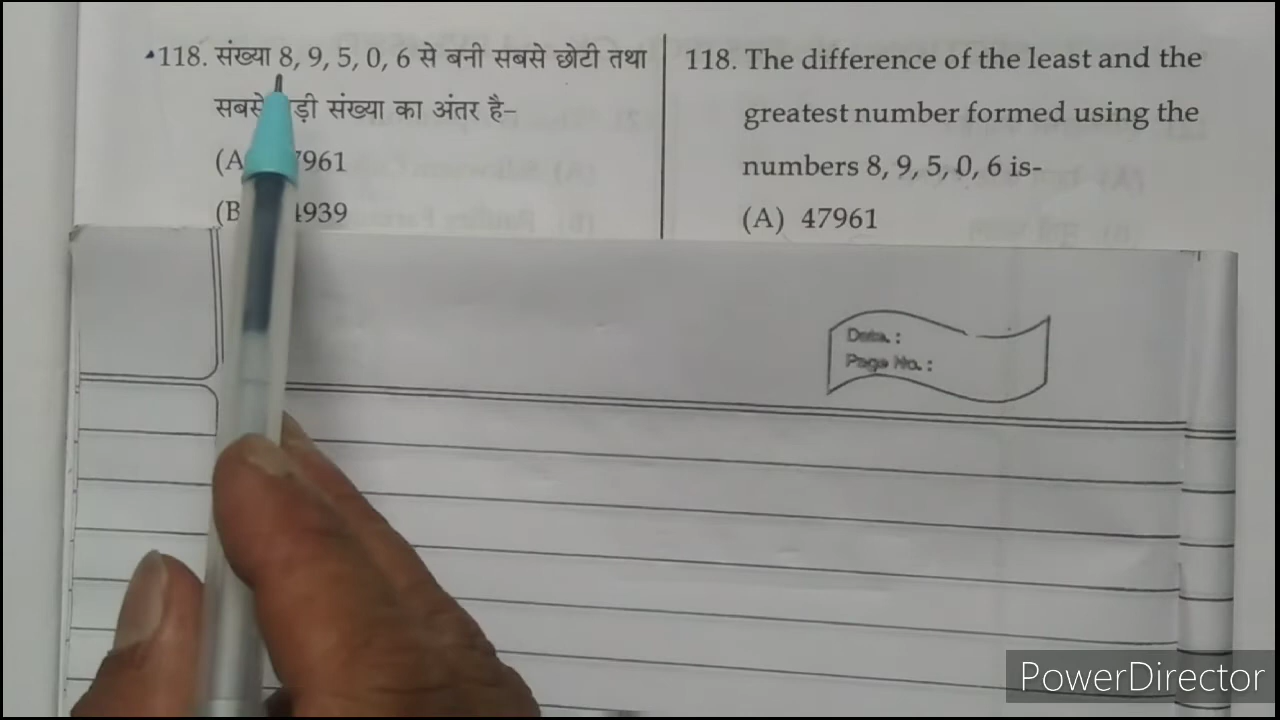 118. संख्या 8, 9, 5, 0, 6 से बनी सबसे छोटी तथा
संख्या का अंतर है–
(A 7961
(B 4939
118. The difference of the least and the
greatest number formed using the
numbers 8, 9, 5, 0, 6 is-
(A) 47961
Date. :
Page No. :
PowerDirector